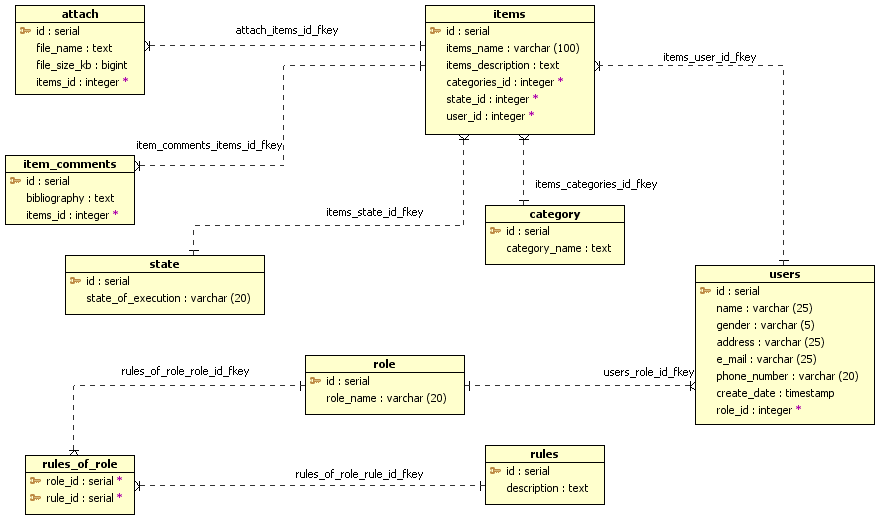 attach
id : serial
file_name : text
file_size_kb : bigint
items_id : integer *
attach_items_id_fkey
items
id : serial
items_name : varchar (100)
items_description : text
categories_id : integer *
state_id : integer *
user_id : integer *
items_user_id_fkey
item_comments_items_id_fkey
item_comments
id : serial
bibliography : text
items_id : integer *
items_state_id_fkey
items_categories_id_fkey
category
id : serial
category_name : text
state
id : serial
state_of_execution : varchar (20)
users
id : serial
name : varchar (25)
gender : varchar (5)
address : varchar (25)
e_mail : varchar (25)
phone_number : varchar (20)
create_date : timestamp
role_id : integer *
rules_of_role_role_id_fkey
role
id : serial
role_name : varchar (20)
users_role_id_fkey
rules_of_role
role_id : serial *
rule_id : serial *
rules_of_role_rule_id_fkey
rules
id : serial
description : text